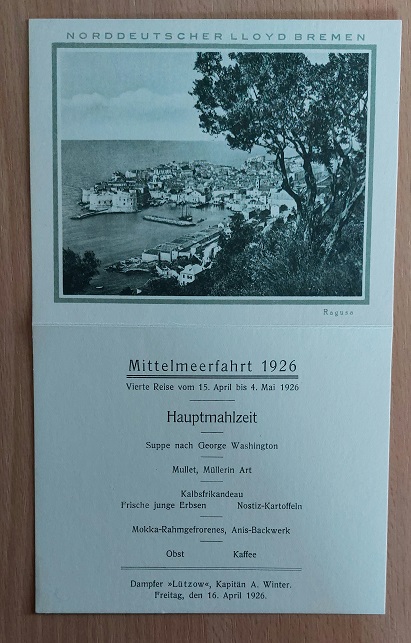 NORDDEUTSCHER LLOYD BREMEN
Ragusa
Mittelmeerfahrt 1926
Vierte Reise vom 15. April bis 4. Mai 1926
Hauptmahlzeit
Suppe nach George Washington
Mullet, Müllerin Art
Kalbsfrikandeau
Frische junge Erbsen Nostiz-Kartoffeln
Mokka-Rahmgefrorenes, Anis-Backwerk
Obst Kaffee
Dampfer »Lützow«, Kapitän A. Winter.
Freitag, den 16. April 1926.